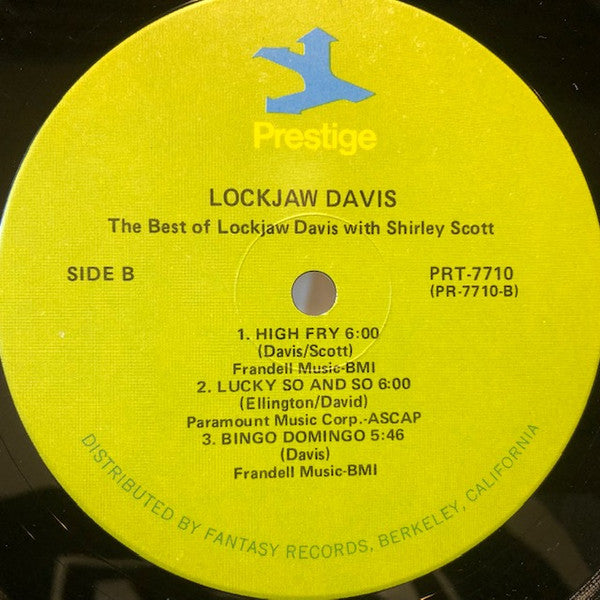 Prestige
LOCKJAW DAVIS
The Best of Lockjaw Davis with Shirley Scott
SIDE B
PRT-7710
(PR-7710-B)
1. HIGH FRY 6:00
(Davis/Scott)
Frandell Music-BMI
2. LUCKY SO AND SO 6:00
(Ellington/David)
Paramount Music Corp.-ASCAP
3. BINGO DOMINGO 5:46
(Davis)
Frandell Music-BMI
DISTRIBUTED BY FANTASY RECORDS, BERKELEY, CALIFORNIA